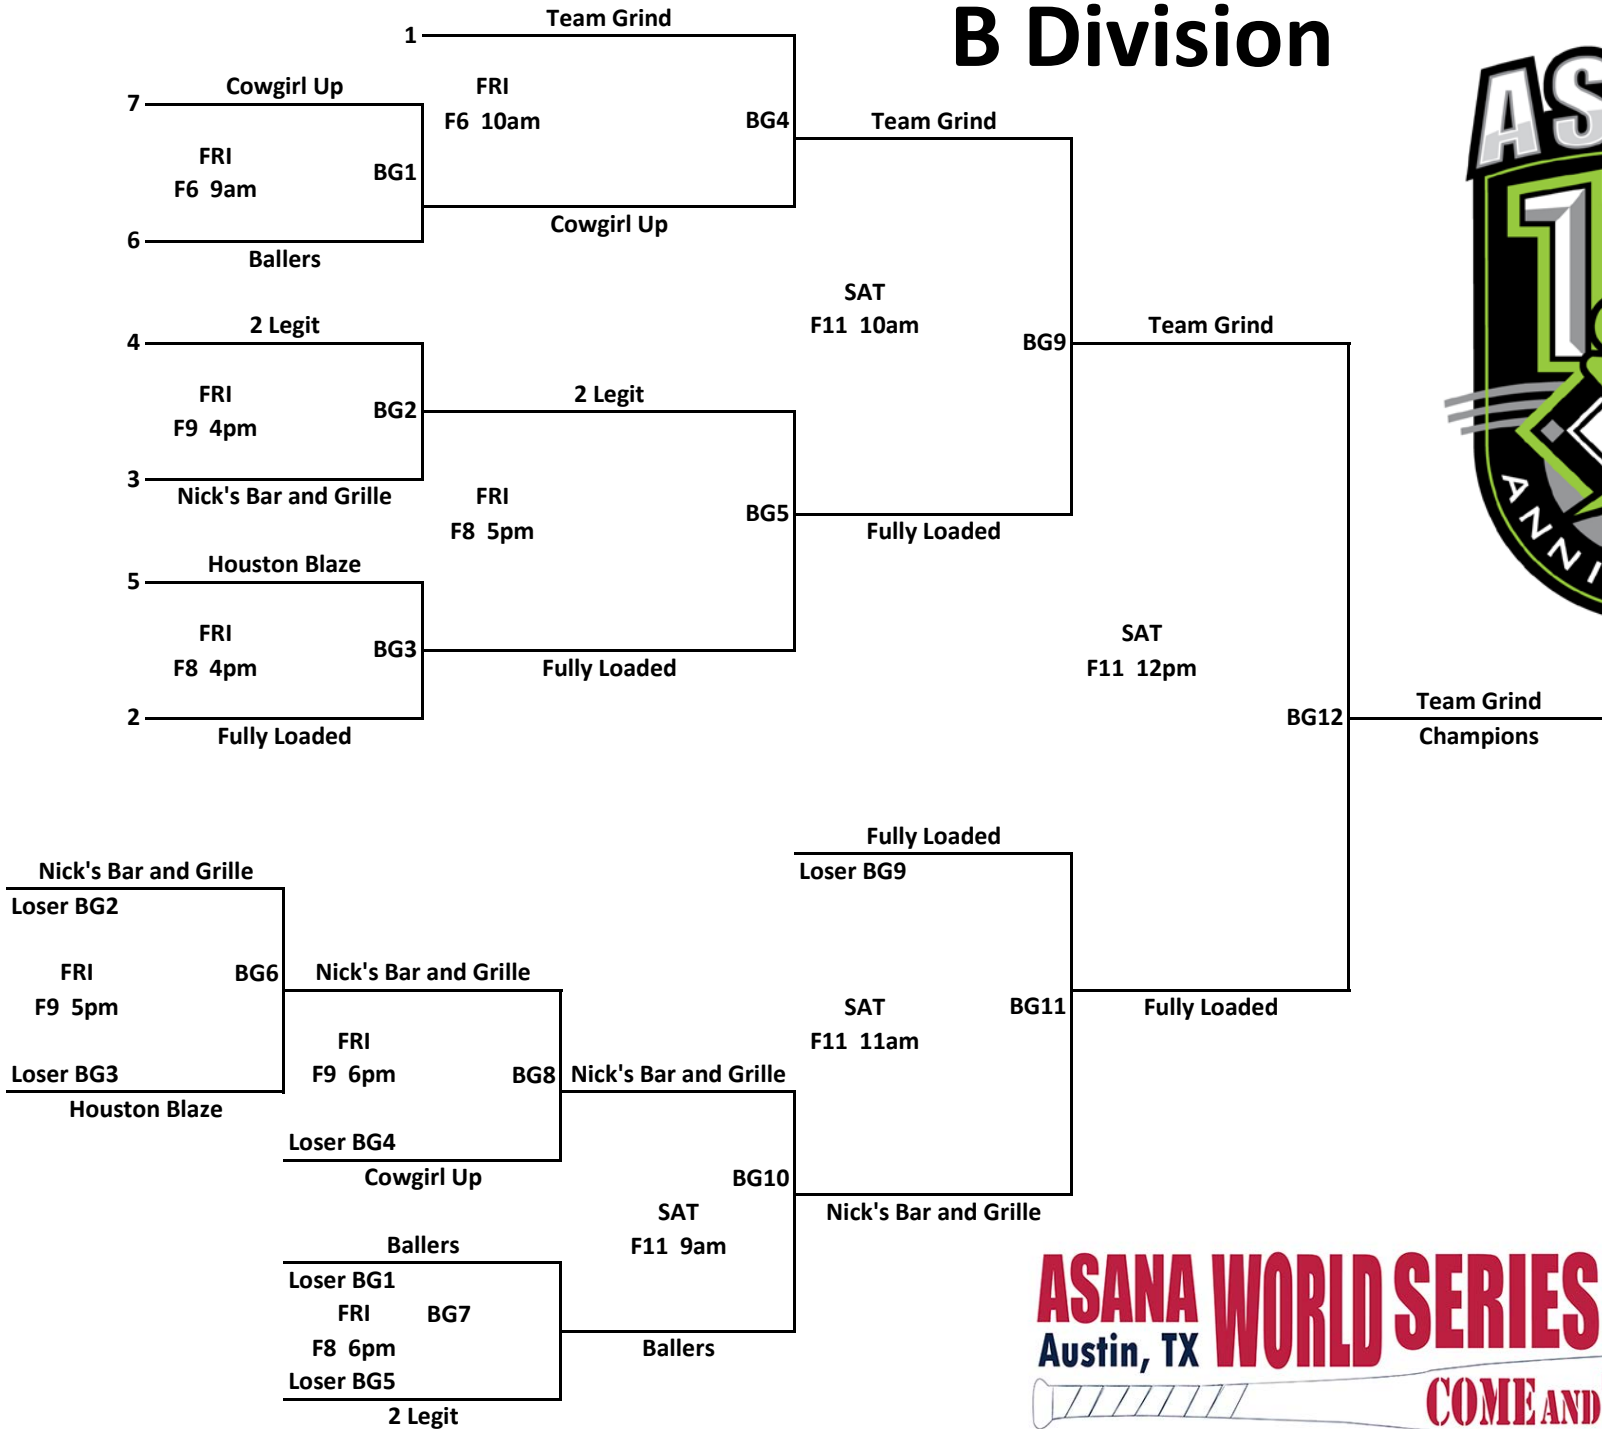 B Division
Team Grind
1
Cowgirl Up
7
FRI
F6 10am
BG4
Team Grind
FRI
F6 9am
BG1
Cowgirl Up
6
Ballers
SAT
F11 10am
BG9
Team Grind
2 Legit
4
FRI
F9 4pm
BG2
2 Legit
3
Nick's Bar and Grille
FRI
F8 5pm
BG5
Fully Loaded
Houston Blaze
5
FRI
F8 4pm
BG3
Fully Loaded
2
Fully Loaded
SAT
F11 12pm
BG12
Team Grind
Champions
Fully Loaded
Loser BG9
Nick's Bar and Grille
Loser BG2
FRI
F9 5pm
BG6
Nick's Bar and Grille
SAT
F11 11am
BG11
Fully Loaded
FRI
F9 6pm
BG8
Nick's Bar and Grille
Loser BG3
Houston Blaze
Loser BG4
Cowgirl Up
BG10
SAT
F11 9am
Nick's Bar and Grille
Ballers
Loser BG1
FRI
BG7
F8 6pm
Loser BG5
2 Legit
Ballers
ASANA WORLD SERIES
Austin, TX
COME AND